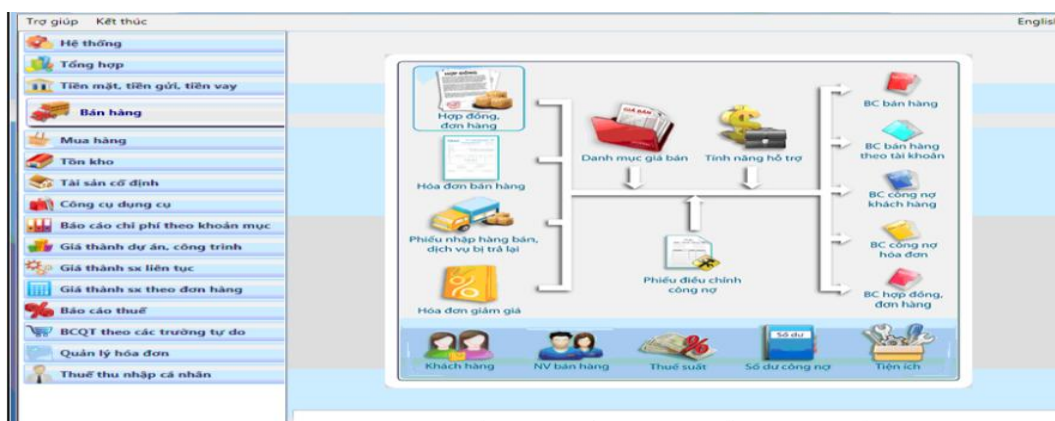 Trợ giúp Kết thúc English
Hệ thống
Tổng hợp
Tiền mặt, tiền gửi, tiền vay
Bán hàng
Mua hàng
Tồn kho
Tài sản cố định
Công cụ dụng cụ
Báo cáo chi phí theo khoản mục
Giá thành dự án, công trình
Giá thành sx liên tục
Giá thành sx theo đơn hàng
Báo cáo thuế
BCQT theo các trường tự do
Quản lý hóa đơn
Thuế thu nhập cá nhân
HỢP ĐỒNG
Hợp đồng,
đơn hàng
Hóa đơn bán hàng
Phiếu nhập hàng bán,
dịch vụ bị trả lại
Hóa đơn giảm giá
GIÁ BÁN
Danh mục giá bán
Tính năng hỗ trợ
Phiếu điều chỉnh
công nợ
BC bán hàng
BC bán hàng
theo tài khoản
BC công nợ
khách hàng
BC công nợ
hóa đơn
BC hợp đồng,
đơn hàng
Khách hàng
NV bán hàng
Thuế suất
Số dư
Số dư công nợ
Tiện ích